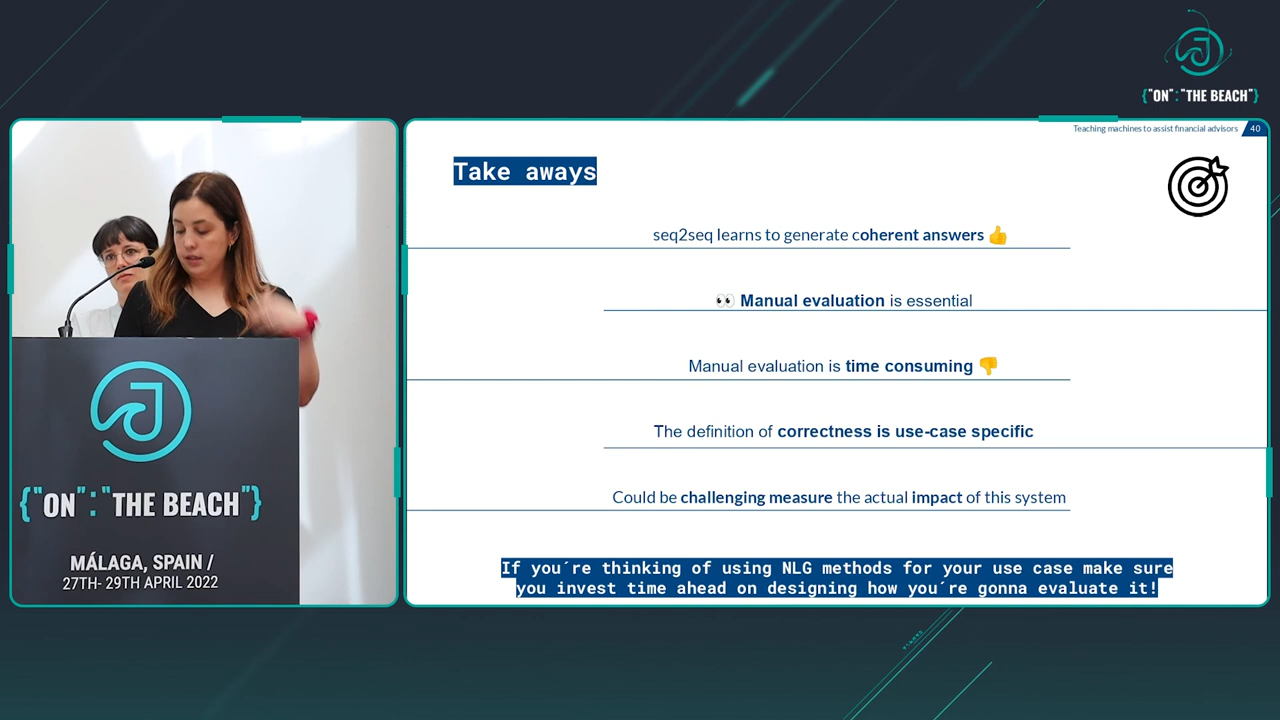 {"ON":"THE BEACH"}
Teaching machines to assist financial advisors 40
Take aways
seq2seq learns to generate coherent answers 👍
👀 Manual evaluation is essential
Manual evaluation is time consuming 👎
The definition of correctness is use-case specific
Could be challenging measure the actual impact of this system
If you´re thinking of using NLG methods for your use case make sure
you invest time ahead on designing how you´re gonna evaluate it!
{"ON":"THE BEACH"}
MÁLAGA, SPAIN /
27TH- 29TH APRIL 2022